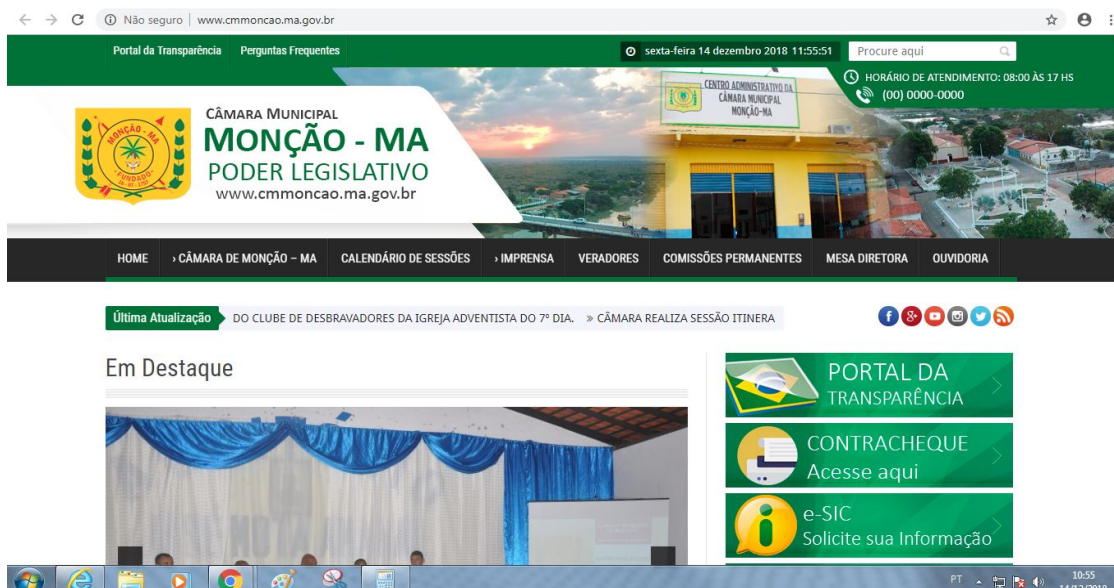 Não seguro | www.cmmoncao.ma.gov.br
Portal da Transparência Perguntas Frequentes
sexta-feira 14 dezembro 2018 11:55:51
Procure aqui
HORÁRIO DE ATENDIMENTO: 08:00 ÀS 17 HS
(00) 0000-0000
CENTRO ADMINISTRATIVO DA
CÂMARA MUNICIPAL
MONÇÃO-MA
MONÇÃO - MA
FUNDADO
CÂMARA MUNICIPAL
MONÇÃO - MA
PODER LEGISLATIVO
www.cmmoncao.ma.gov.br
HOME › CÂMARA DE MONÇÃO – MA CALENDÁRIO DE SESSÕES › IMPRENSA VERADORES COMISSÕES PERMANENTES MESA DIRETORA OUVIDORIA
Última Atualização DO CLUBE DE DESBRAVADORES DA IGREJA ADVENTISTA DO 7º DIA. » CÂMARA REALIZA SESSÃO ITINERA
Em Destaque
PORTAL DA
TRANSPARÊNCIA
CONTRACHEQUE
Acesse aqui
e-SIC
Solicite sua Informação
PT
10:55